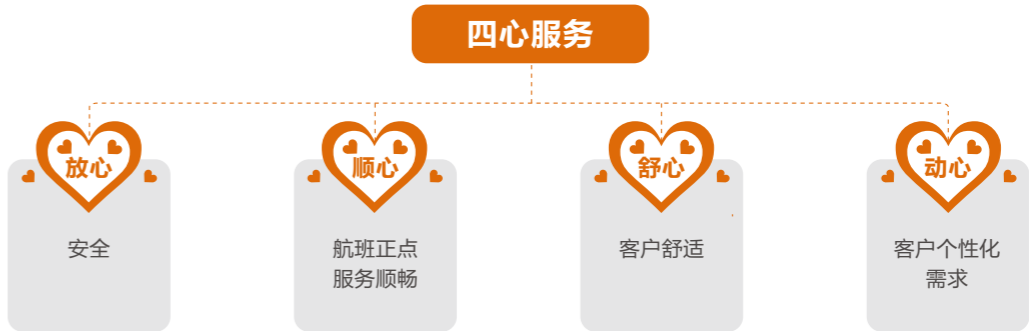 四心服务
放心
顺心
舒心
动心
安全
航班正点
服务顺畅
客户舒适
客户个性化
需求